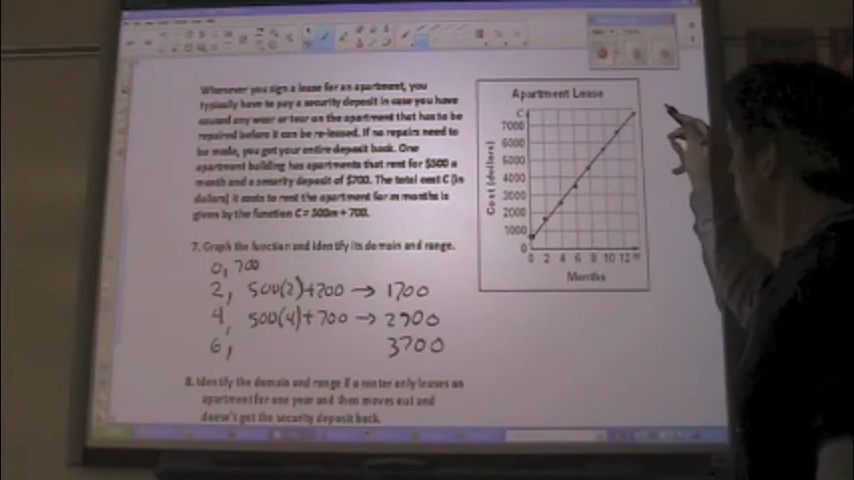 Whenever you sign a lease for an apartment, you
typically have to pay a security deposit in case you have
caused any wear or tear on the apartment that has to be
repaired before it can be re-leased. If no repairs need to
be made, you get your entire deposit back. One
apartment building has apartments that rent for $500 a
month and a security deposit of $700. The total cost C (in
dollars) it costs to rent the apartment for m months is
given by the function C = 500m + 700.
Apartment Lease
C
7000
6000
5000
4000
3000
2000
1000
0
Cost (dollars)
0 2 4 6 8 10 12 m
Months
7. Graph the function and identify its domain and range.
0, 700
2, 500(2)+700 → 1700
4, 500(4)+700 → 2700
6, 3700
8. Identify the domain and range if a renter only leases an
apartment for one year and then moves out and
doesn't get the security deposit back.